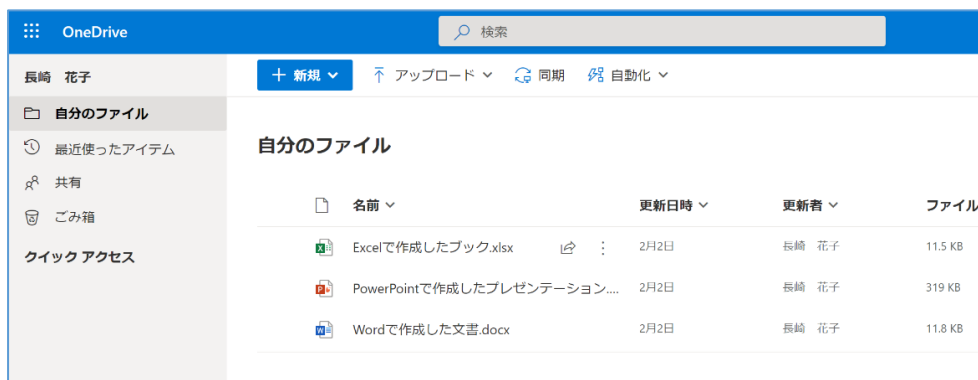 OneDrive
検索
長崎 花子
自分のファイル
最近使ったアイテム
共有
ごみ箱
クイック アクセス
＋ 新規
アップロード
同期
自動化
自分のファイル
名前 更新日時 更新者 ファイル
Excelで作成したブック.xlsx 2月2日 長崎 花子 11.5 KB
PowerPointで作成したプレゼンテーション.... 2月2日 長崎 花子 319 KB
Wordで作成した文書.docx 2月2日 長崎 花子 11.8 KB